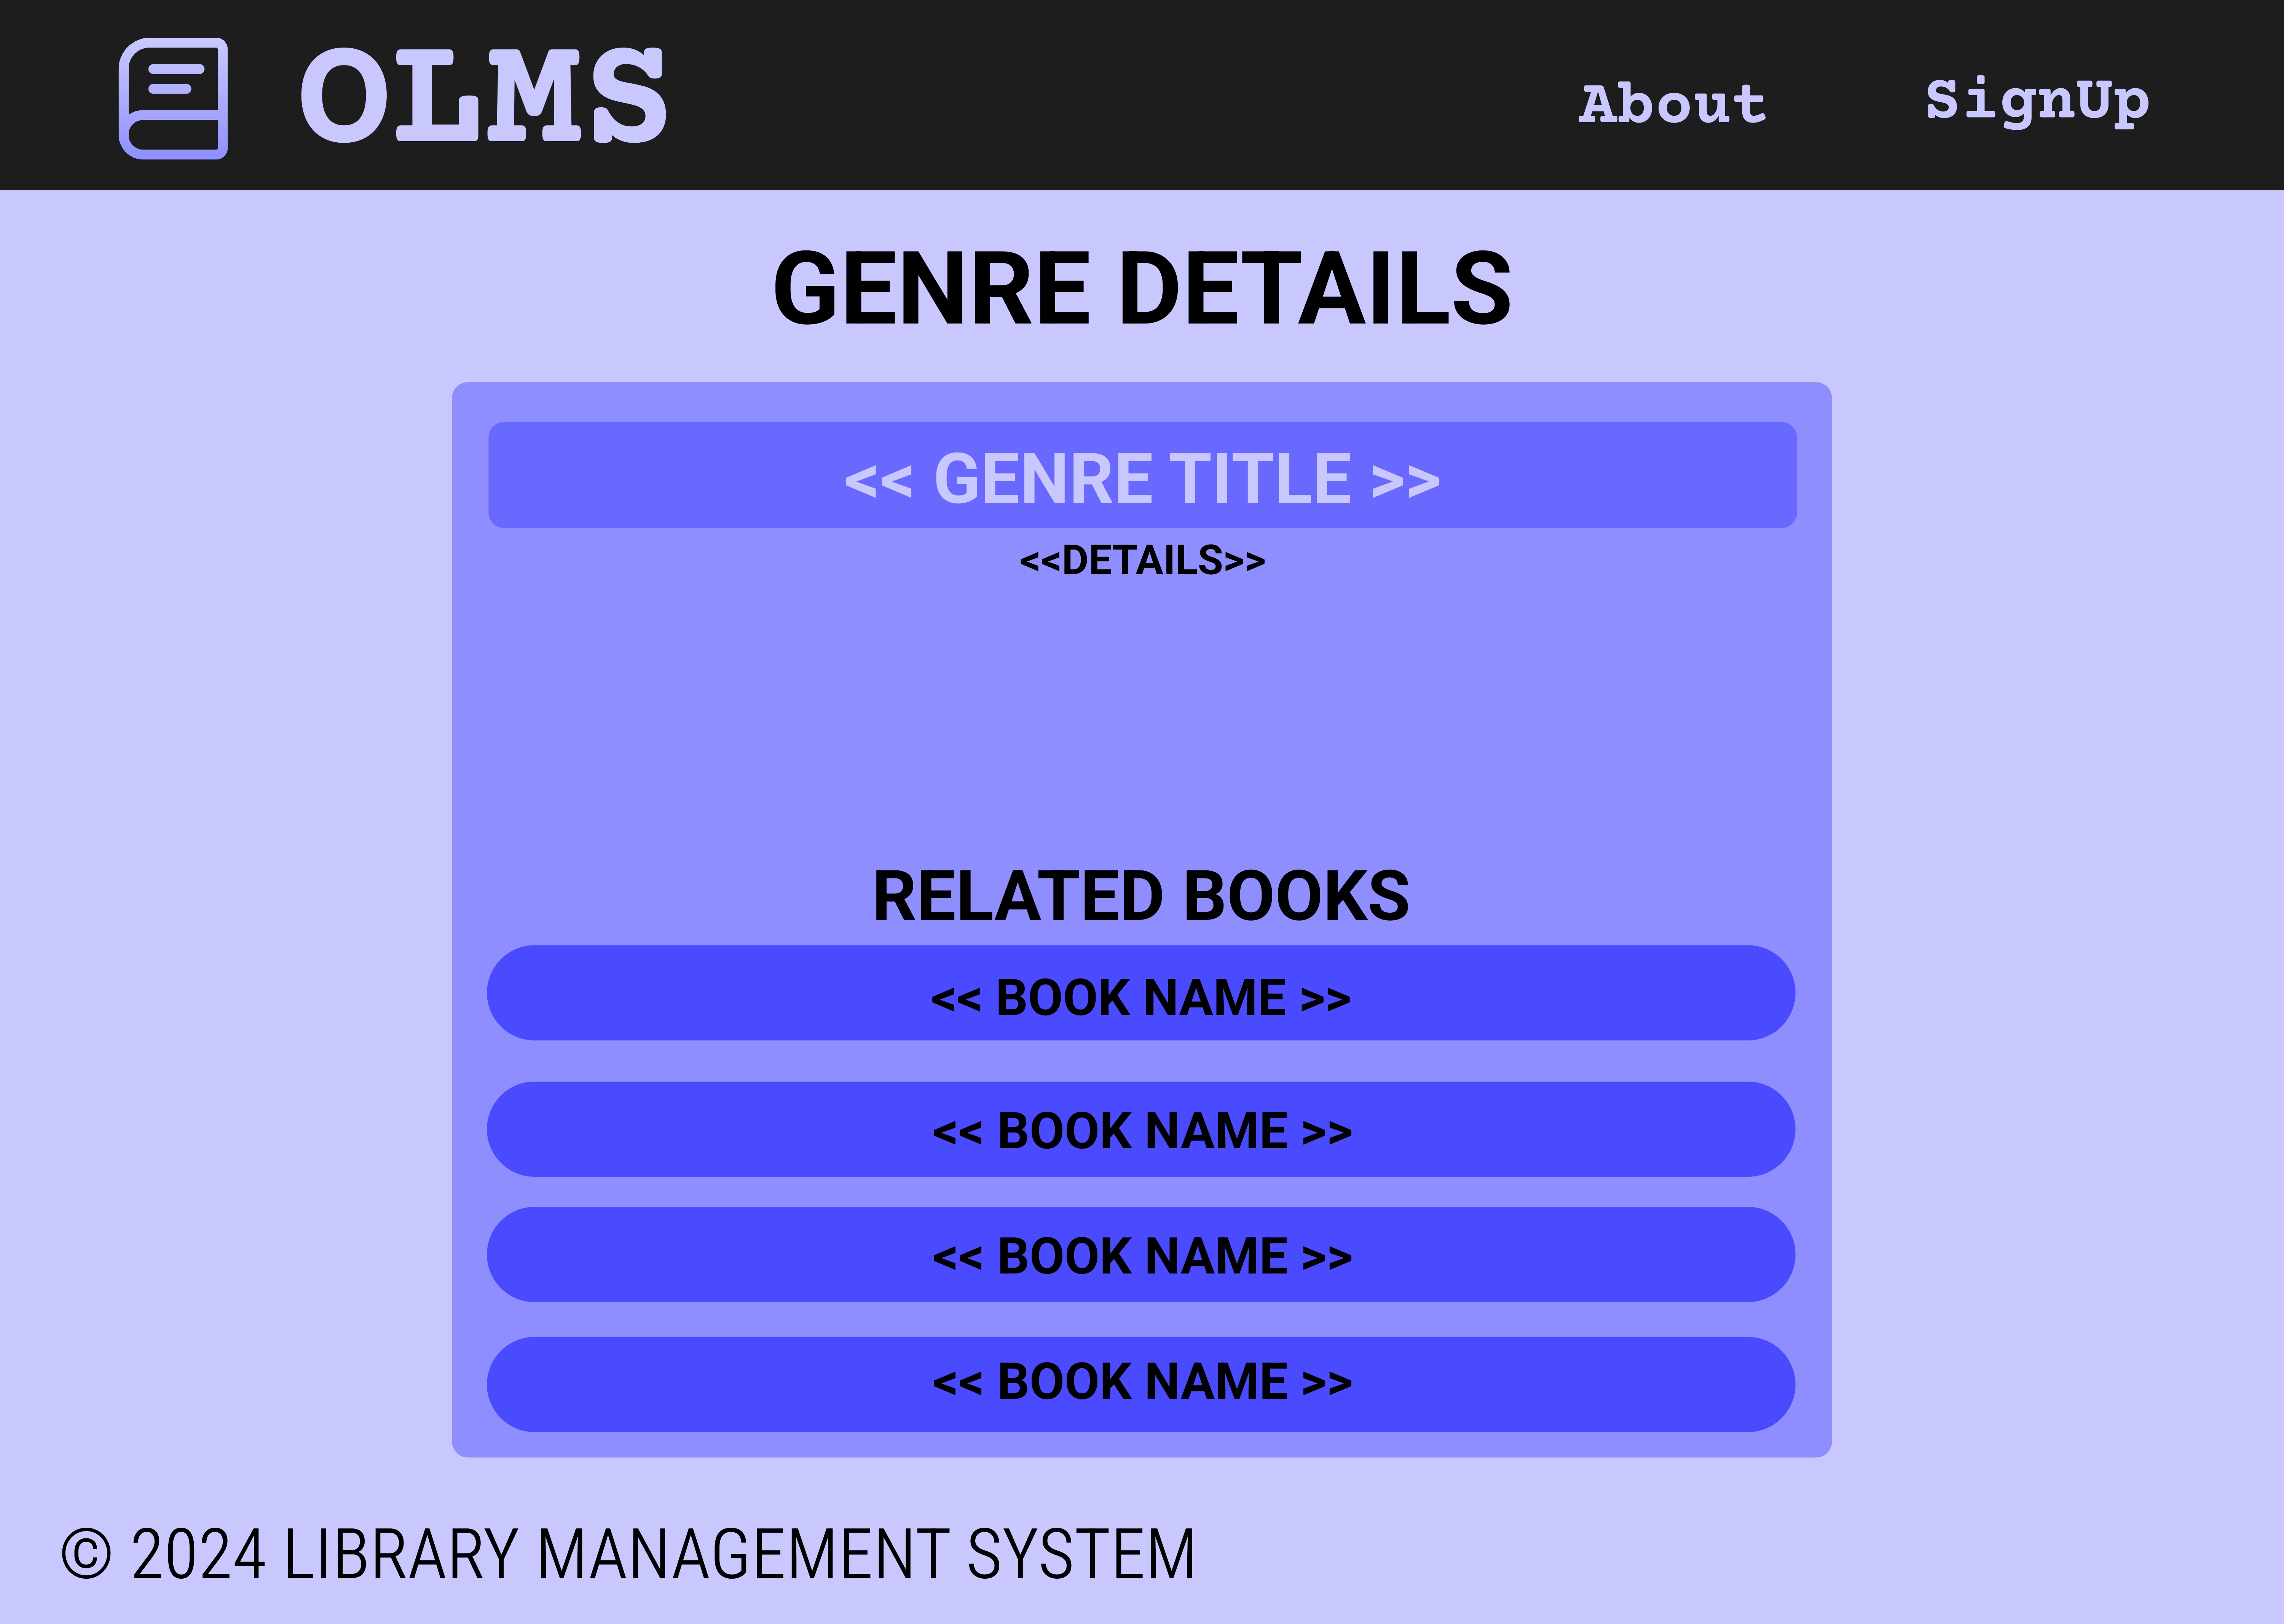 OLMS
About
SignUp
GENRE DETAILS
<< GENRE TITLE >>
<<DETAILS>>
RELATED BOOKS
<< BOOK NAME >>
<< BOOK NAME >>
<< BOOK NAME >>
<< BOOK NAME >>
© 2024 LIBRARY MANAGEMENT SYSTEM